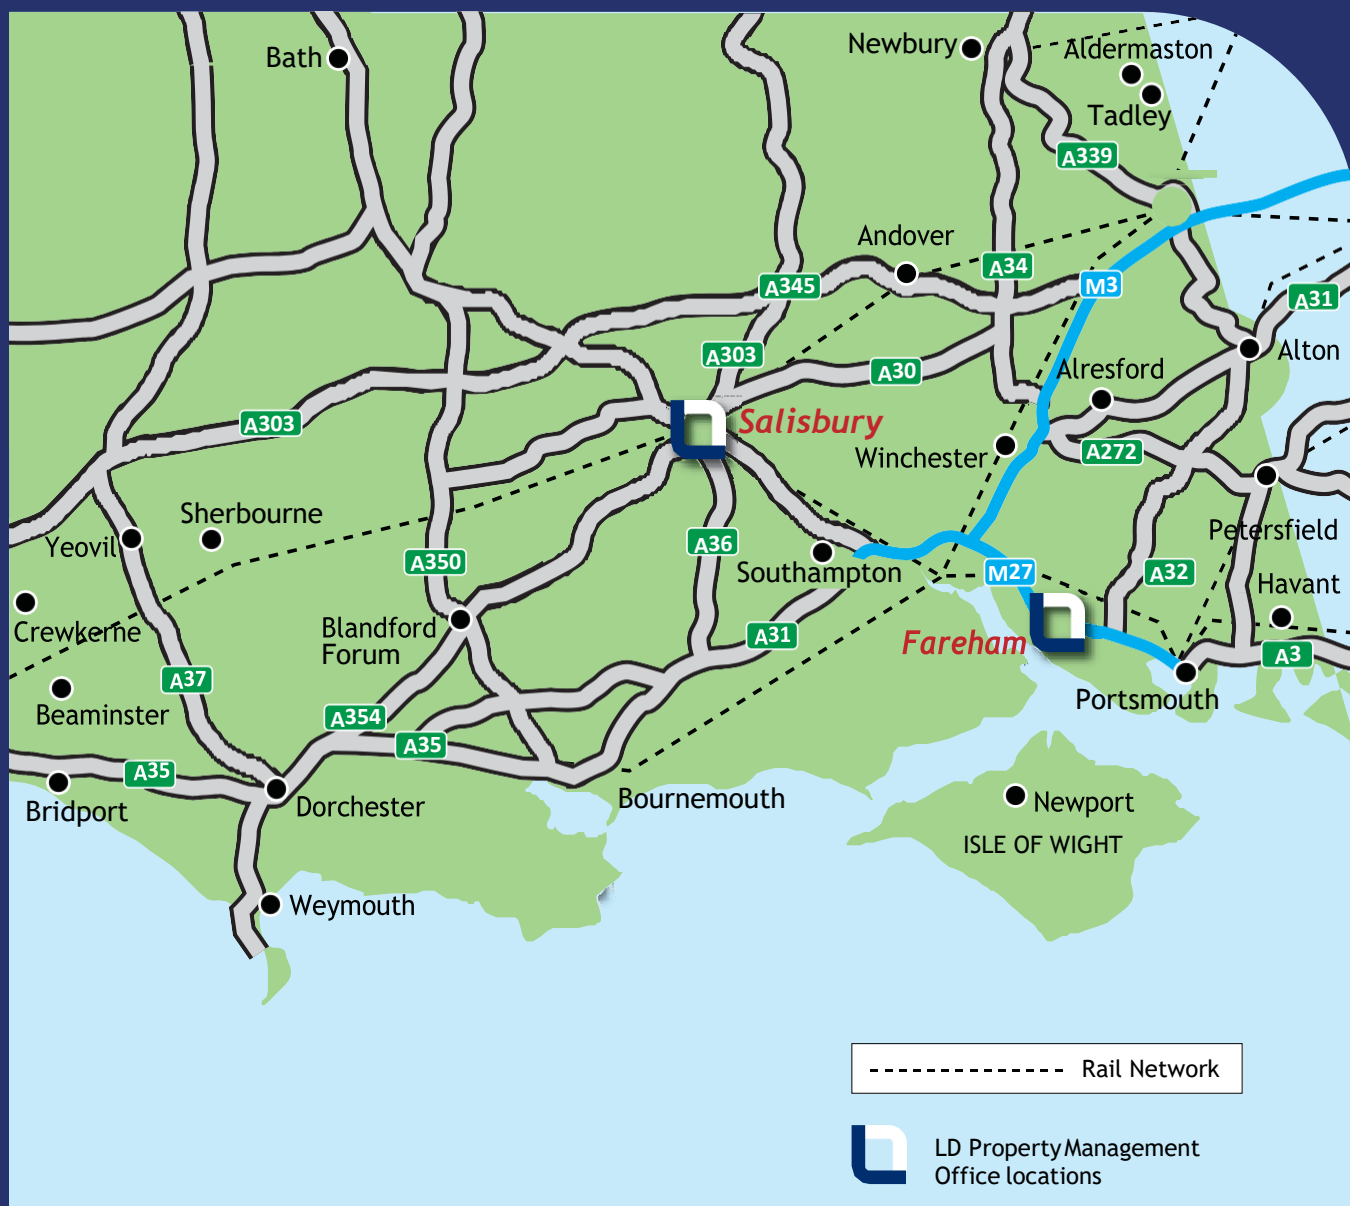 Bath
Newbury
Aldermaston
Tadley
A339
Andover
A34
A345
M3
A31
A303
A30
Alresford
Alton
A303
Salisbury
Winchester
A272
Sherbourne
Yeovil
A350
A36
Southampton
M27
A32
Petersfield
Havant
Crewkerne
Blandford
Forum
A31
Fareham
A3
A37
Beaminster
A354
Portsmouth
A35
A35
Bridport
Dorchester
Bournemouth
Newport
ISLE OF WIGHT
Weymouth
Rail Network
LD Property Management
Office locations